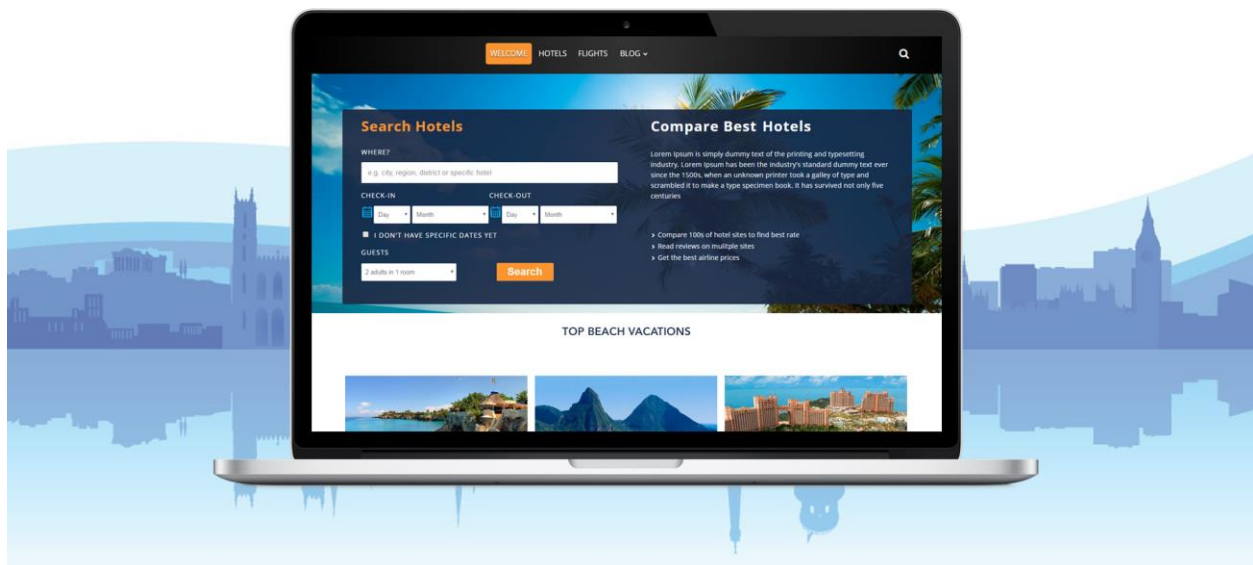 WELCOME HOTELS FLIGHTS BLOG
Search Hotels
WHERE?
e.g. city, region, district or specific hotel
CHECK-IN CHECK-OUT
Day Month Day Month
I DON'T HAVE SPECIFIC DATES YET
GUESTS
2 adults in 1 room Search
Compare Best Hotels
Lorem Ipsum is simply dummy text of the printing and typesetting
industry. Lorem Ipsum has been the industry's standard dummy text ever
since the 1500s, when an unknown printer took a galley of type and
scrambled it to make a type specimen book. It has survived not only five
centuries
> Compare 100s of hotel sites to find best rate
> Read reviews on mulitple sites
> Get the best airline prices
TOP BEACH VACATIONS